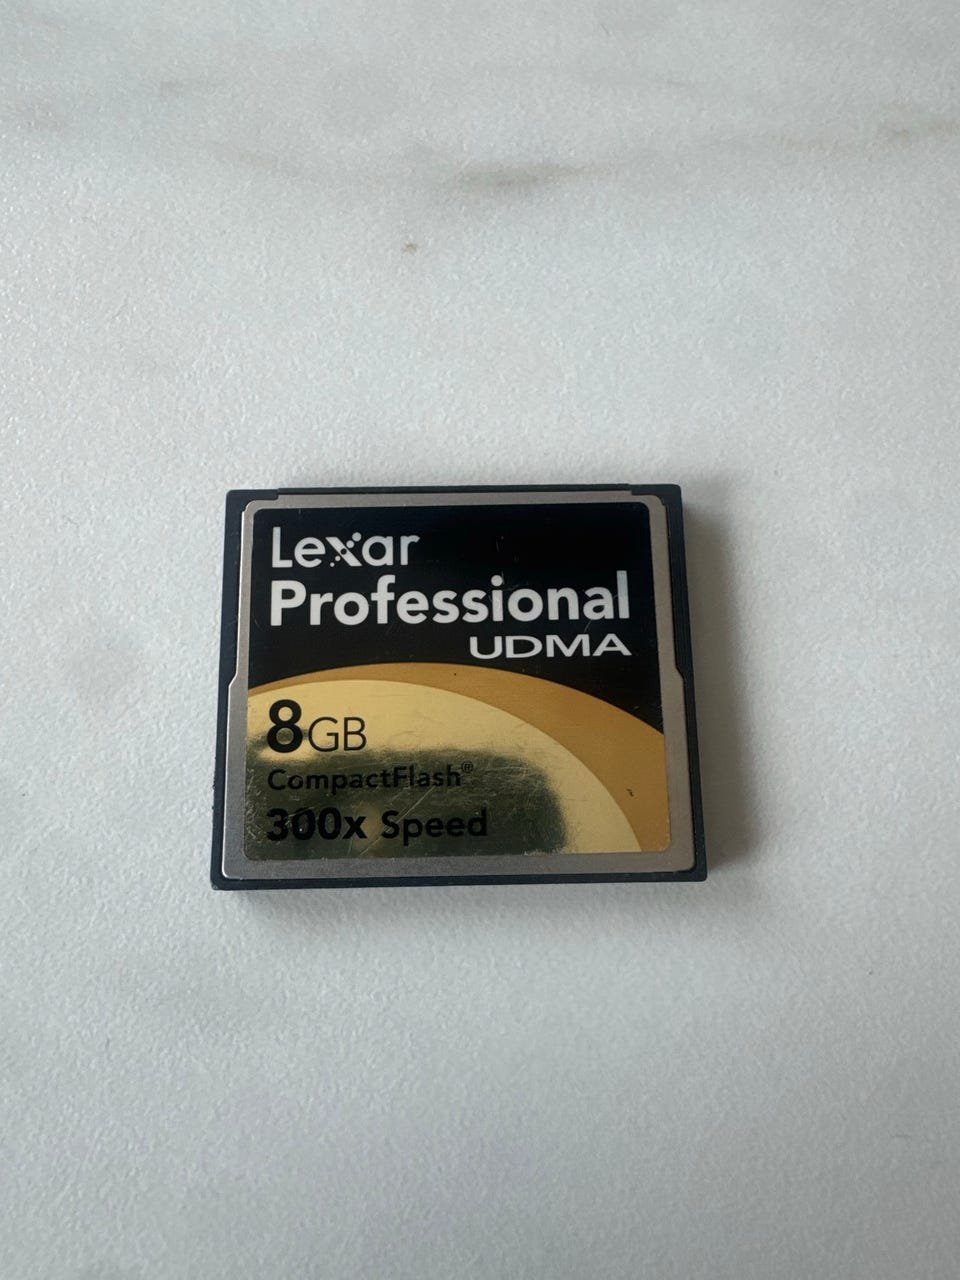 Lexar
Professional
UDMA
8GB
CompactFlash®
300x Speed